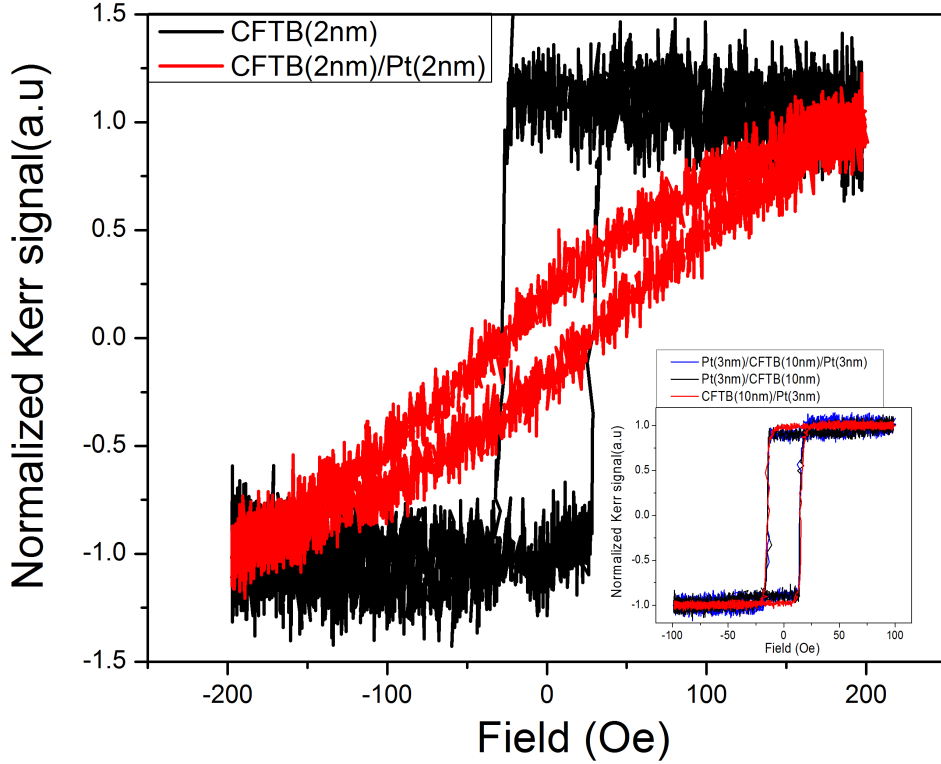 CFTB(2nm)
CFTB(2nm)/Pt(2nm)
Normalized Kerr signal(a.u)
1.5
1.0
0.5
0.0
-0.5
-1.0
-1.5
-200
-100
0
100
200
Field (Oe)
Pt(3nm)/CFTB(10nm)/Pt(3nm)
Pt(3nm)/CFTB(10nm)
CFTB(10nm)/Pt(3nm)
Normalized Kerr signal(a.u)
1.0
0.5
0.0
-0.5
-1.0
-100
-50
0
50
100
Field (Oe)